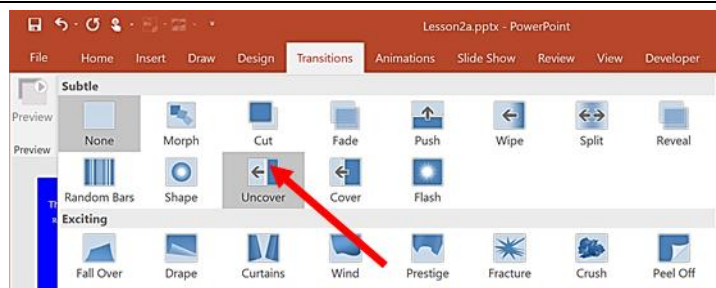 Lesson2a.pptx - PowerPoint
File Home Insert Draw Design Transitions Animations Slide Show Review View Developer
Subtle
Preview
None Morph Cut Fade Push Wipe Split Reveal
Preview
Random Bars Shape Uncover Cover Flash
Exciting
Fall Over Drape Curtains Wind Prestige Fracture Crush Peel Off